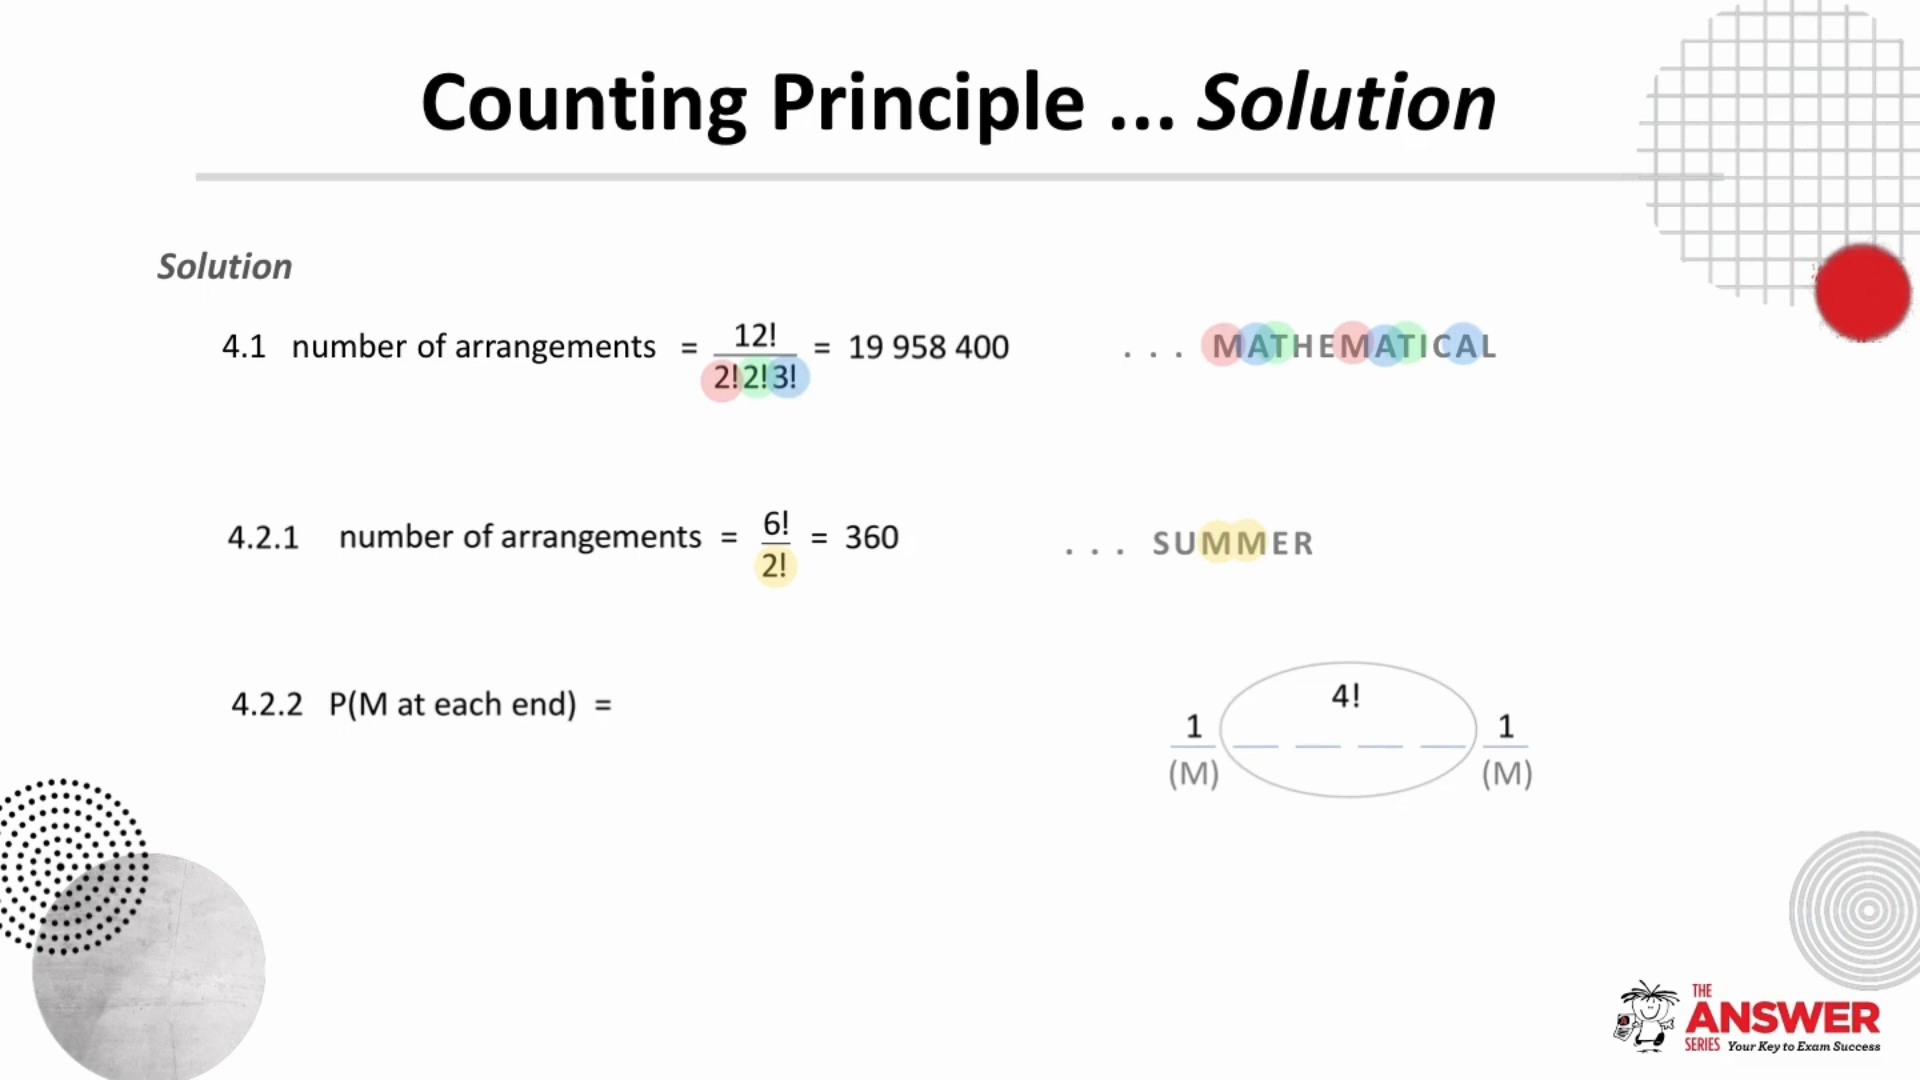 Counting Principle ... Solution
Solution
4.1 number of arrangements = 12!/2!2!3! = 19 958 400 . . . MATHEMATICAL
4.2.1 number of arrangements = 6!/2! = 360 . . . SUMMER
4!
4.2.2 P(M at each end) = 1 1
(M) (M)
THE
ANSWER
SERIES Your Key to Exam Success